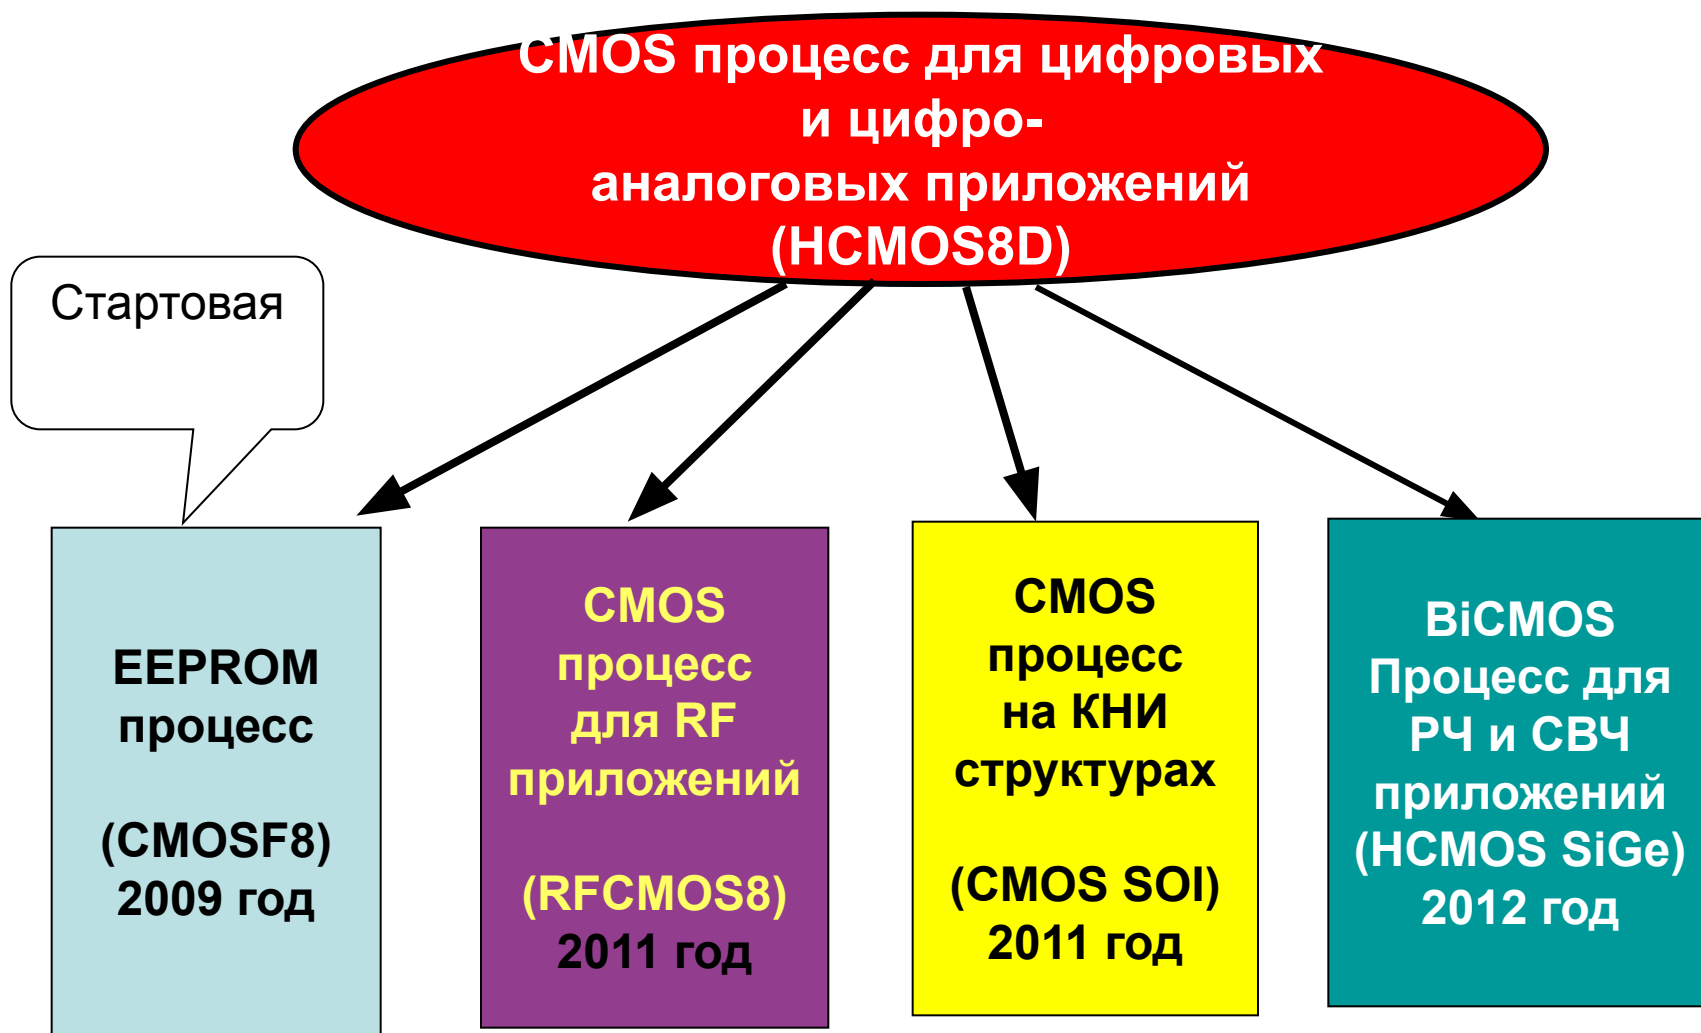 CMOS процесс для цифровых
и цифро-
аналоговых приложений
(HCMOS8D)
Стартовая
EEPROM
процесс
(CMOSF8)
2009 год
CMOS
процесс
для RF
приложений
(RFCMOS8)
2011 год
CMOS
процесс
на КНИ
структурах
(CMOS SOI)
2011 год
BiCMOS
Процесс для
РЧ и СВЧ
приложений
(HCMOS SiGe)
2012 год